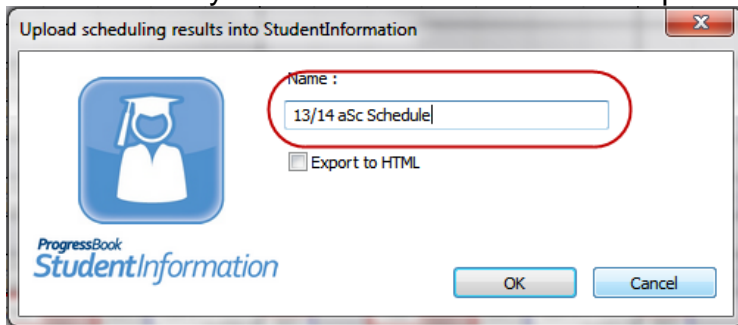 Upload scheduling results into StudentInformation
Name :
13/14 aSc Schedule
Export to HTML
ProgressBook
StudentInformation
OK
Cancel